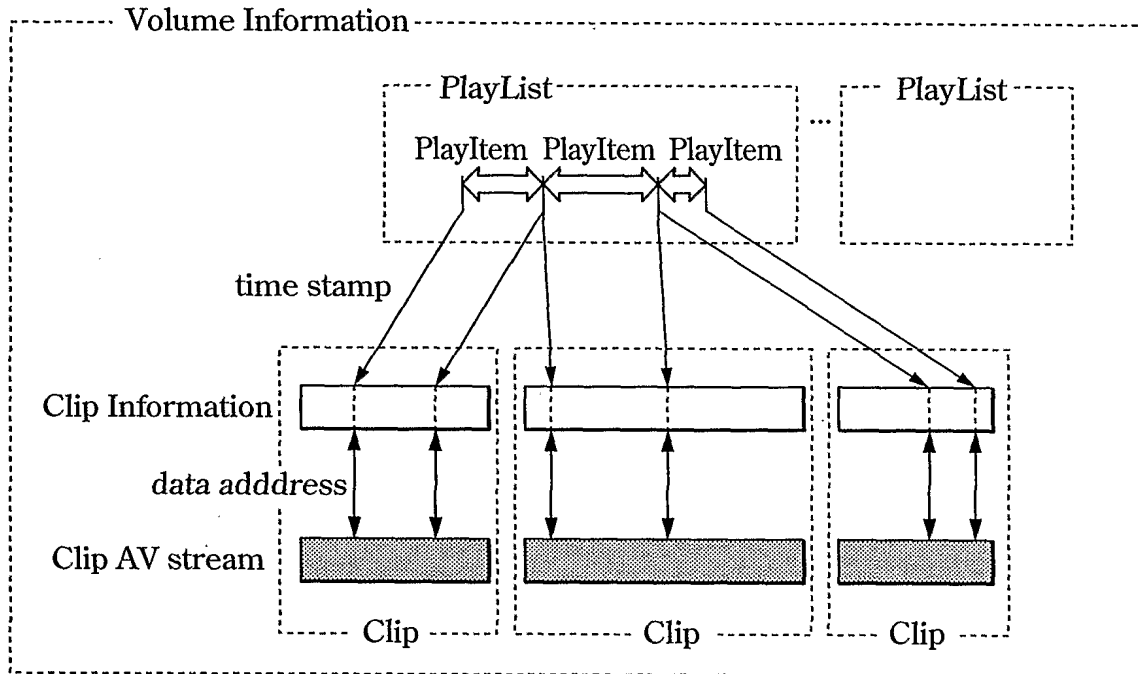 Volume Information
PlayList
PlayList
...
PlayItem PlayItem PlayItem
time stamp
Clip Information
data adddress
Clip AV stream
Clip
Clip
Clip